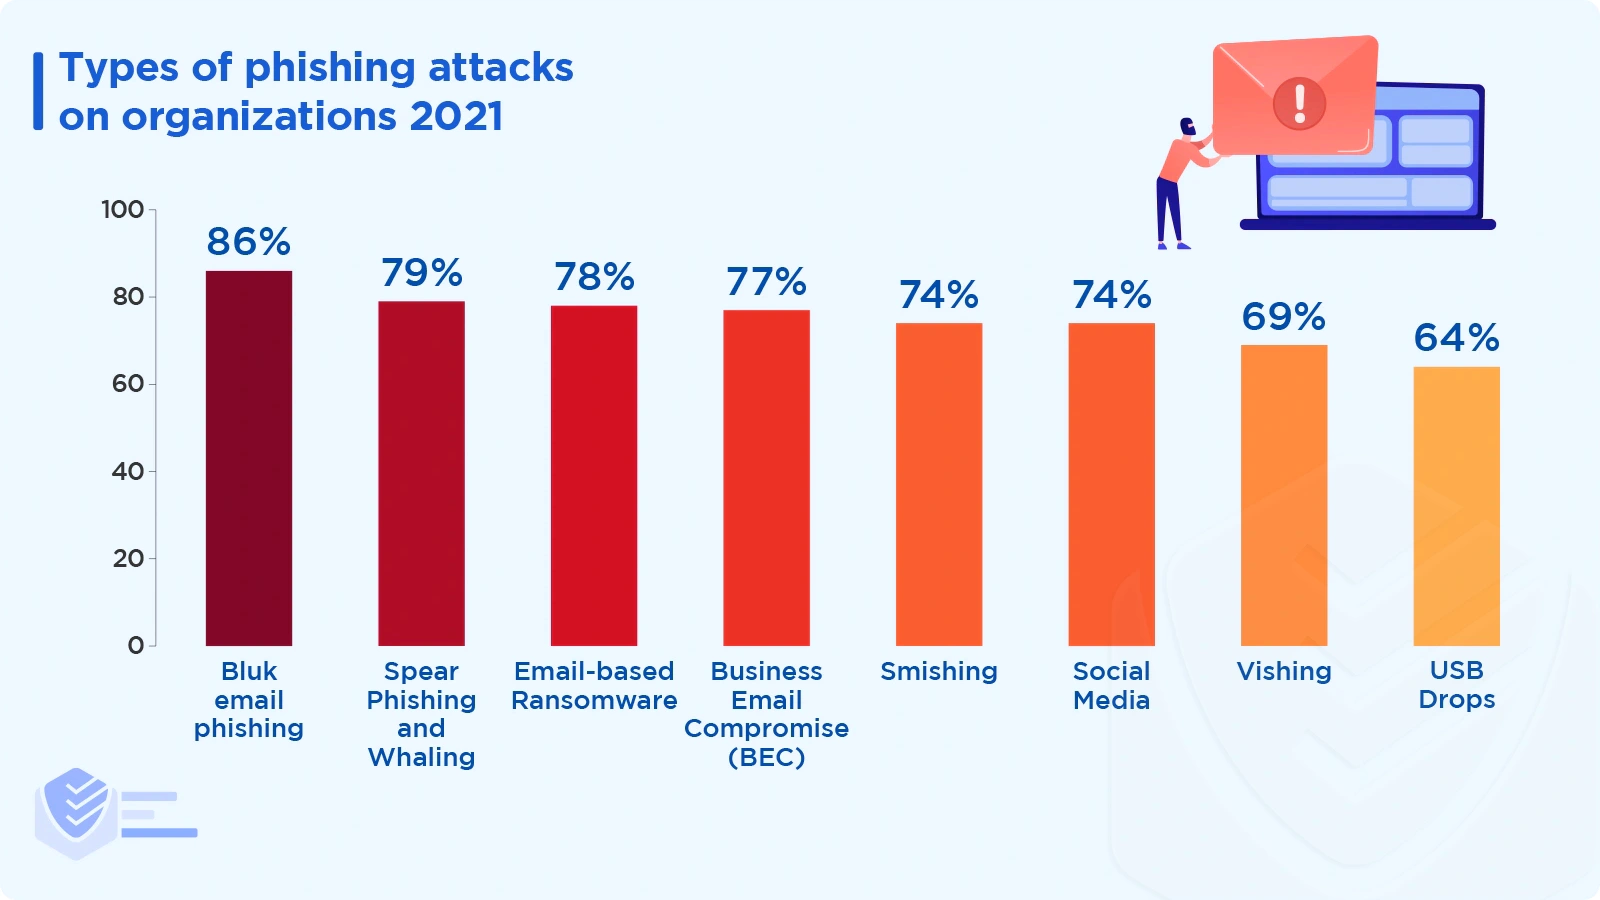 Types of phishing attacks
on organizations 2021
100
80
60
40
20
0
86%
79%
78%
77%
74%
74%
69%
64%
Bluk
email
phishing
Spear
Phishing
and
Whaling
Email-based
Ransomware
Business
Email
Compromise
(BEC)
Smishing
Social
Media
Vishing
USB
Drops